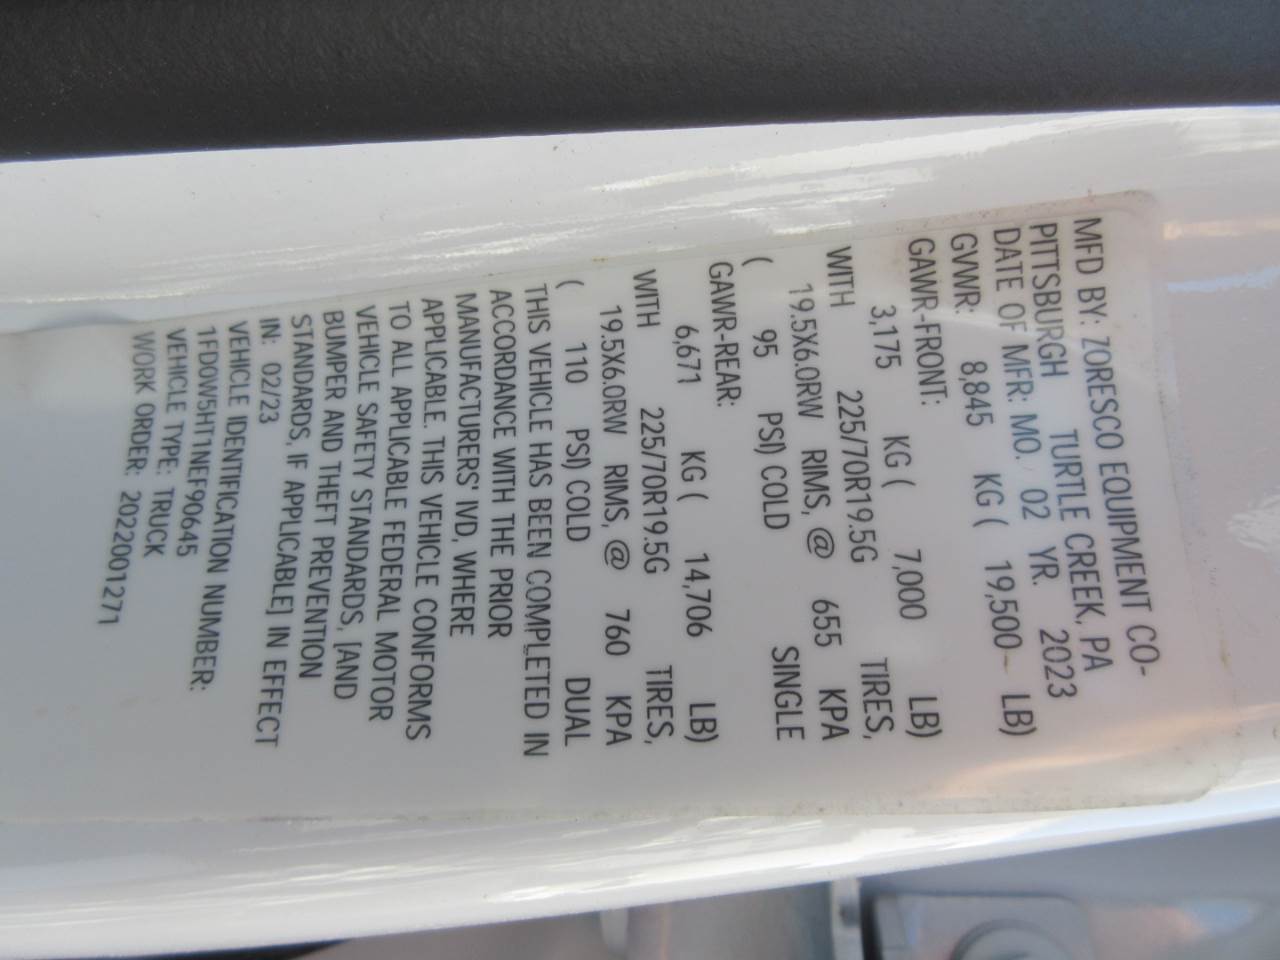 MFD BY: ZORESCO EQUIPMENT CO-
PITTSBURGH TURTLE CREEK, PA
DATE OF MFR: MO. 02 YR. 2023
GVWR: 8,845 KG ( 19,500 LB)
GAWR-FRONT:
3,175 KG ( 7,000 LB)
WITH 225/70R19.5G TIRES,
19.5X6.0RW RIMS, @ 655 KPA
( 95 PSI) COLD SINGLE
GAWR-REAR:
6,671 KG ( 14,706 LB)
WITH 225/70R19.5G TIRES,
19.5X6.0RW RIMS, @ 760 KPA
( 110 PSI) COLD DUAL
THIS VEHICLE HAS BEEN COMPLETED IN
ACCORDANCE WITH THE PRIOR
MANUFACTURERS' IVD, WHERE
APPLICABLE. THIS VEHICLE CONFORMS
TO ALL APPLICABLE FEDERAL MOTOR
VEHICLE SAFETY STANDARDS, [AND
BUMPER AND THEFT PREVENTION
STANDARDS, IF APPLICABLE] IN EFFECT
IN: 02/23
VEHICLE IDENTIFICATION NUMBER:
1FDOW5HT1NEF90645
VEHICLE TYPE: TRUCK
WORK ORDER: 2022001271